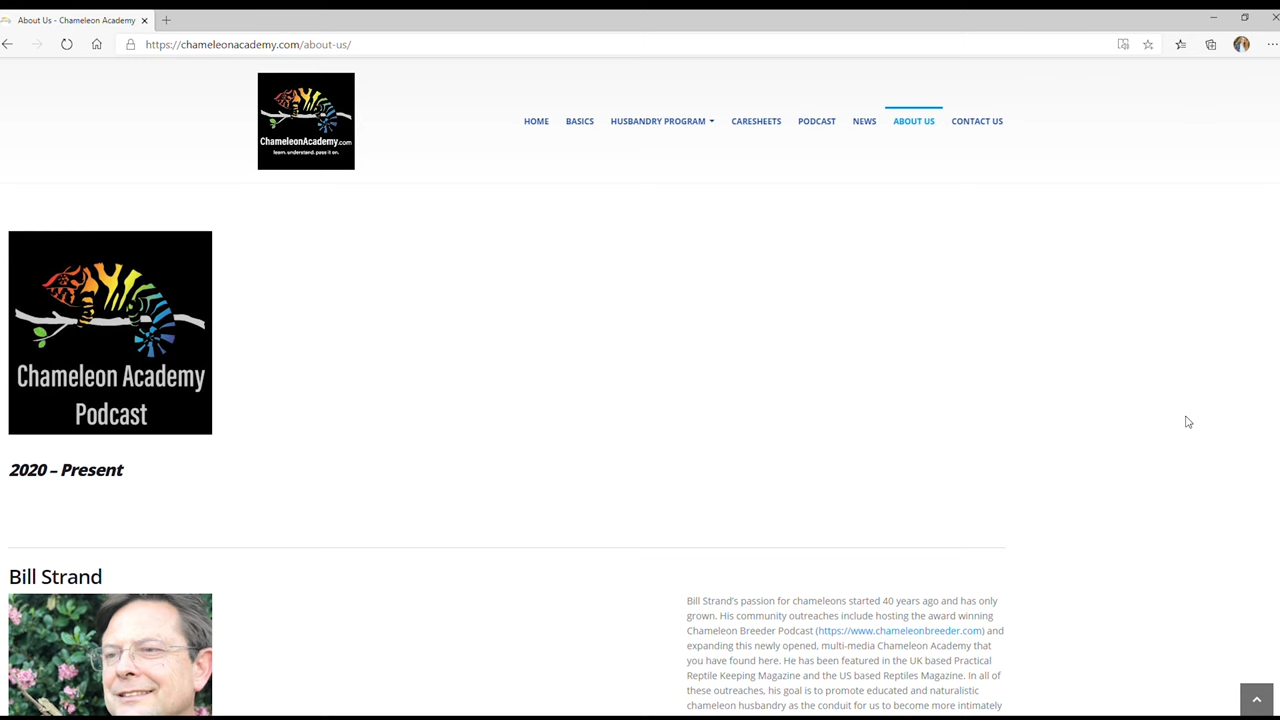 About Us - Chameleon Academy
https://chameleonacademy.com/about-us/
ChameleonAcademy.com
learn. understand. pass it on.
HOME BASICS HUSBANDRY PROGRAM CARESHEETS PODCAST NEWS ABOUT US CONTACT US
Chameleon Academy
Podcast
2020 – Present
Bill Strand
Bill Strand's passion for chameleons started 40 years ago and has only
grown. His community outreaches include hosting the award winning
Chameleon Breeder Podcast (https://www.chameleonbreeder.com) and
expanding this newly opened, multi-media Chameleon Academy that
you have found here. He has been featured in the UK based Practical
Reptile Keeping Magazine and the US based Reptiles Magazine. In all of
these outreaches, his goal is to promote educated and naturalistic
chameleon husbandry as the conduit for us to become more intimately